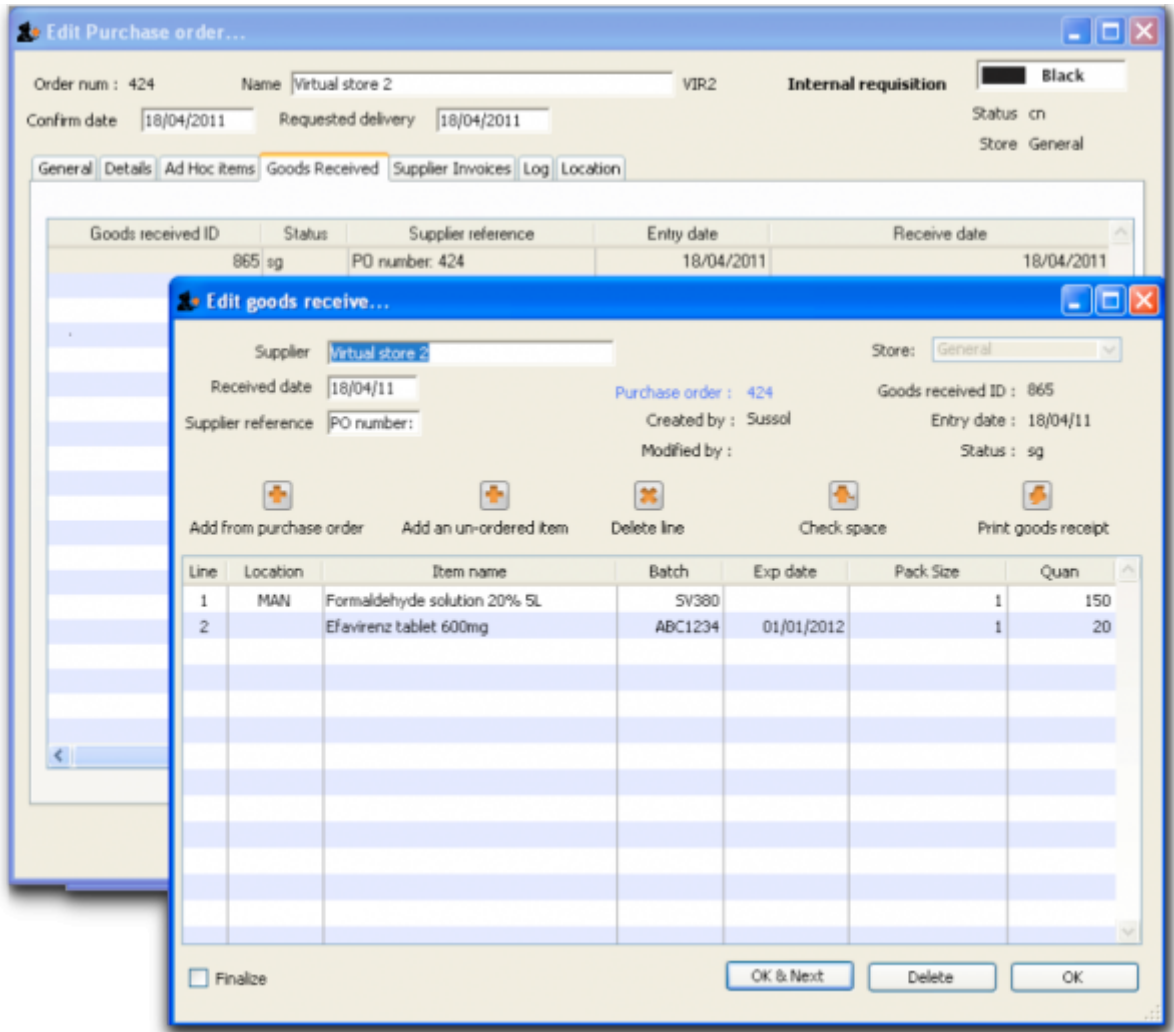 Edit Purchase order...
Order num : 424 Name Virtual store 2 VIR2 Internal requisition Black
Confirm date 18/04/2011 Requested delivery 18/04/2011 Status cn
Store General
General Details Ad Hoc items Goods Received Supplier Invoices Log Location
Goods received ID Status Supplier reference Entry date Receive date
865 sg PO number: 424 18/04/2011 18/04/2011
Edit goods receive...
Supplier Virtual store 2 Store: General
Received date 18/04/11 Purchase order : 424 Goods received ID : 865
Supplier reference PO number: Created by : Sussol Entry date : 18/04/11
Modified by : Status : sg
Add from purchase order Add an un-ordered item Delete line Check space Print goods receipt
Line Location Item name Batch Exp date Pack Size Quan
1 MAN Formaldehyde solution 20% 5L SV380 1 150
2 Efavirenz tablet 600mg ABC1234 01/01/2012 1 20
Finalize OK & Next Delete OK